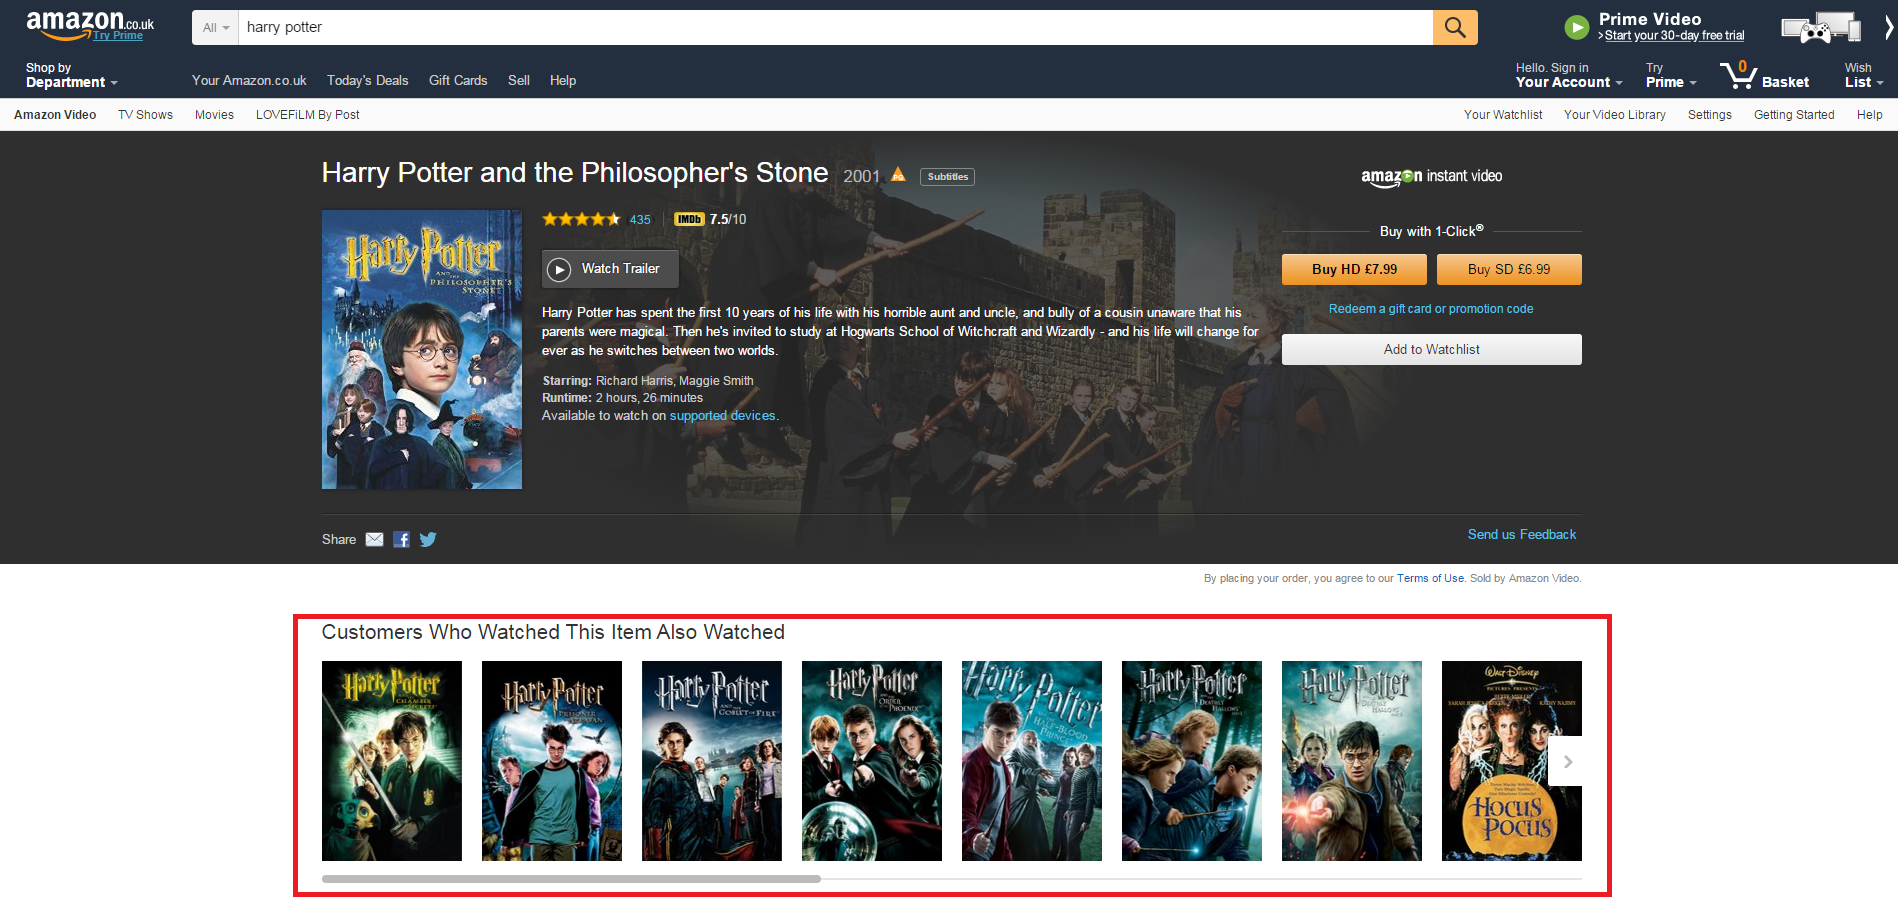 amazon.co.uk
Try Prime
All
harry potter
Prime Video
›Start your 30-day free trial
Shop by
Department
Your Amazon.co.uk
Today's Deals
Gift Cards
Sell
Help
Hello. Sign in
Your Account
Try
Prime
0
Basket
Wish
List
Amazon Video
TV Shows
Movies
LOVEFiLM By Post
Your Watchlist
Your Video Library
Settings
Getting Started
Help
Harry Potter and the Philosopher's Stone 2001 PG Subtitles
Harry Potter
AND THE
PHILOSOPHER'S
STONE
435
IMDb 7.5/10
Watch Trailer
Harry Potter has spent the first 10 years of his life with his horrible aunt and uncle, and bully of a cousin unaware that his
parents were magical. Then he's invited to study at Hogwarts School of Witchcraft and Wizardly - and his life will change for
ever as he switches between two worlds.
Starring: Richard Harris, Maggie Smith
Runtime: 2 hours, 26 minutes
Available to watch on supported devices.
amazon instant video
Buy with 1-Click®
Buy HD £7.99
Buy SD £6.99
Redeem a gift card or promotion code
Add to Watchlist
Share
Send us Feedback
By placing your order, you agree to our Terms of Use. Sold by Amazon Video.
Customers Who Watched This Item Also Watched
Harry Potter
AND THE
CHAMBER
OF SECRETS
Harry Potter
PRISONER
AZKABAN
Harry Potter
AND THE
GOBLET OF FIRE
Harry Potter
AND THE
ORDER
OF THE
PHOENIX
Harry Potter
AND THE
HALF-BLOOD
PRINCE
Harry Potter
AND THE
DEATHLY
HALLOWS
Harry Potter
AND THE
DEATHLY
HALLOWS
Walt Disney
PICTURES PRESENTS
BETTE MIDLER
SARAH JESSICA PARKER
KATHY NAJIMY
HOCUS
POCUS